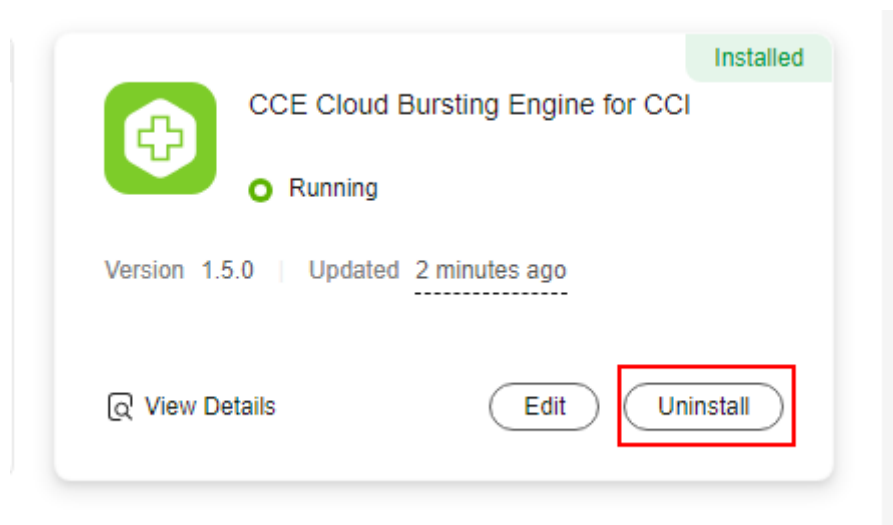 Installed
CCE Cloud Bursting Engine for CCI
Running
Version 1.5.0 Updated 2 minutes ago
View Details Edit Uninstall